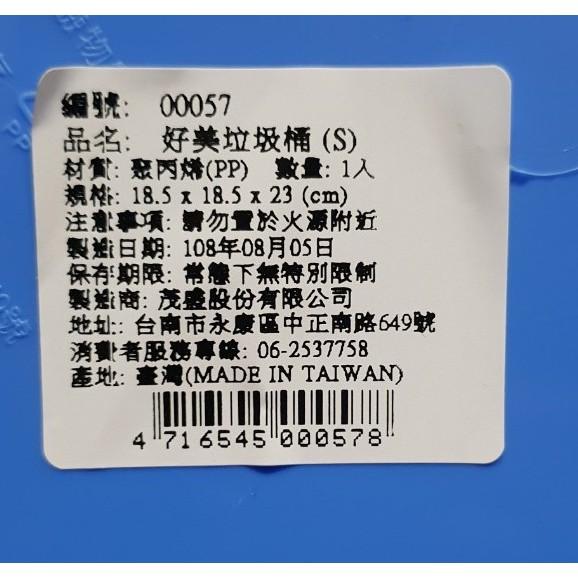 編號: 00057
品名: 好美垃圾桶 (S)
材質: 聚丙烯(PP) 數量: 1入
規格: 18.5 x 18.5 x 23 (cm)
注意事項: 請勿置於火源附近
製造日期: 108年08月05日
保存期限: 常態下無特別限制
製造商: 茂盛股份有限公司
地址: 台南市永康區中正南路649號
消費者服務專線: 06-2537758
產地: 臺灣(MADE IN TAIWAN)
4 716545 000578